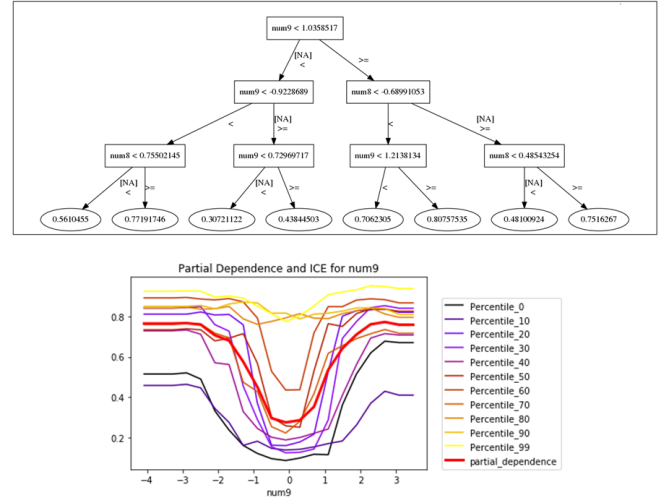 num9 < 1.0358517
[NA]
<
>=
num9 < -0.9228689
num8 < -0.68991053
<
[NA]
>=
<
[NA]
>=
num8 < 0.75502145
num9 < 0.72969717
num9 < 1.2138134
num8 < 0.48543254
[NA]
<
>=
[NA]
<
>=
<
>=
[NA]
<
>=
0.5610455
0.77191746
0.30721122
0.43844503
0.7062305
0.80757535
0.48100924
0.7516267
Partial Dependence and ICE for num9
0.8
0.6
0.4
0.2
−4 −3 −2 −1 0 1 2 3
num9
Percentile_0
Percentile_10
Percentile_20
Percentile_30
Percentile_40
Percentile_50
Percentile_60
Percentile_70
Percentile_80
Percentile_90
Percentile_99
partial_dependence